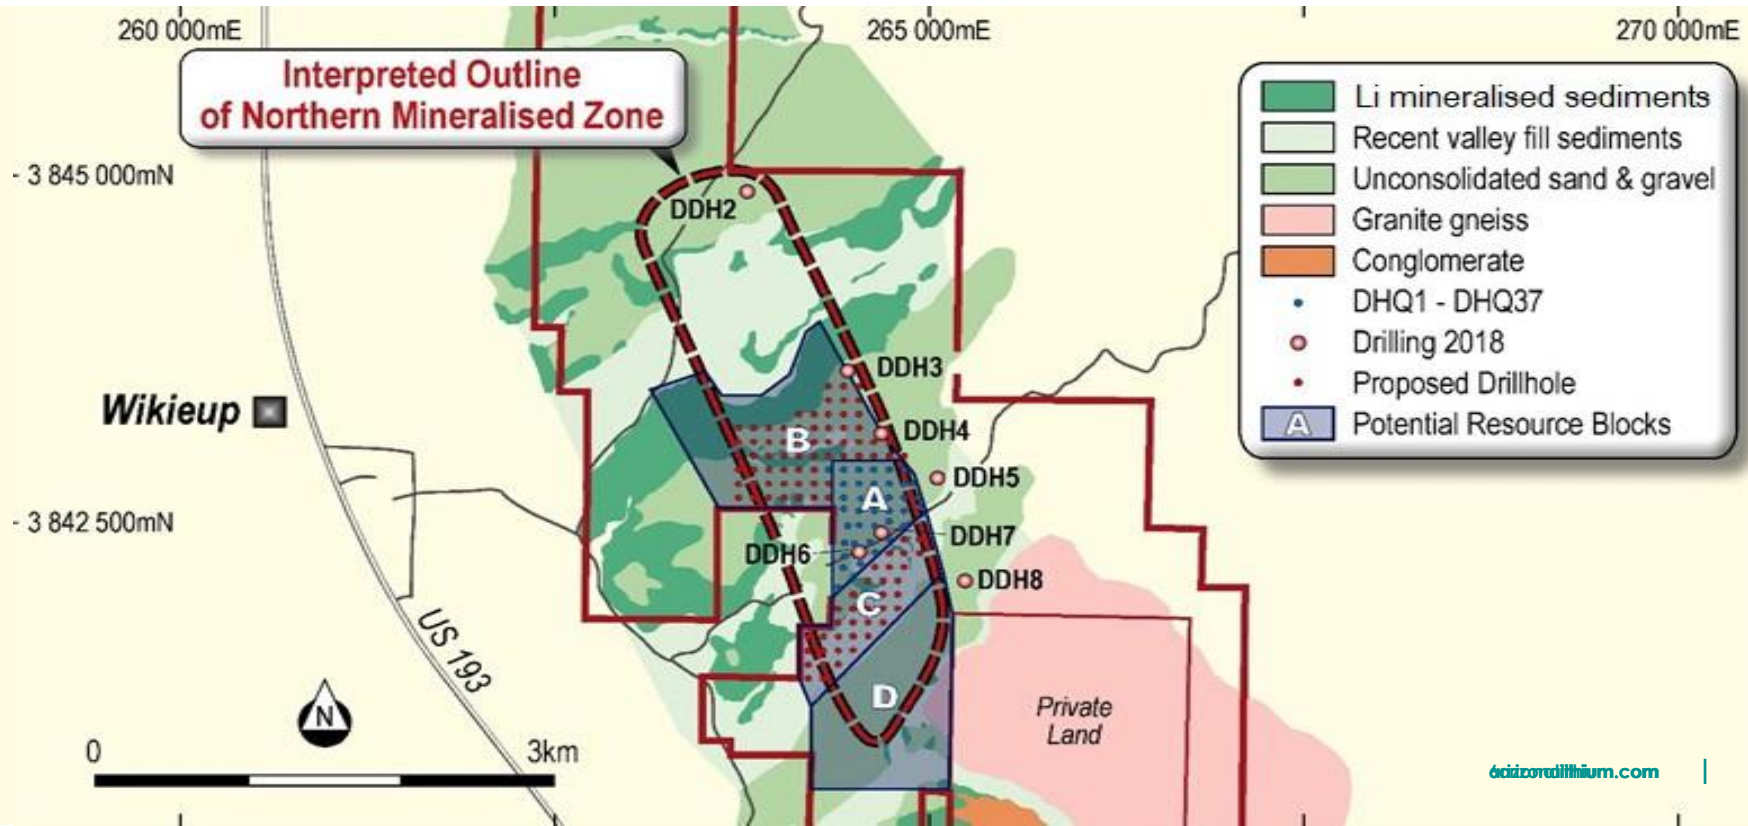 260 000mE
265 000mE
270 000mE
Interpreted Outline
of Northern Mineralised Zone
Li mineralised sediments
Recent valley fill sediments
Unconsolidated sand & gravel
Granite gneiss
Conglomerate
DHQ1 - DHQ37
Drilling 2018
Proposed Drillhole
A Potential Resource Blocks
- 3 845 000mN
DDH2
DDH3
Wikieup
DDH4
B
DDH5
A
- 3 842 500mN
DDH7
DDH6
DDH8
C
US 193
D
Private
Land
N
0
3km